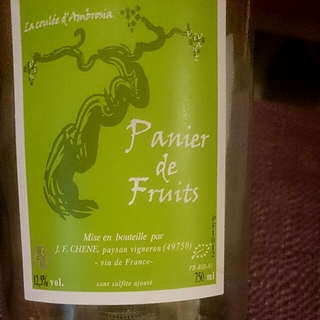 La coulée d'Ambrosia
Panier
de
Fruits
Mise en bouteille par
J. F. CHENE, paysan vigneron (49750)
- vin de France-
12,5% vol.
750 ml
sans sulfite ajouté